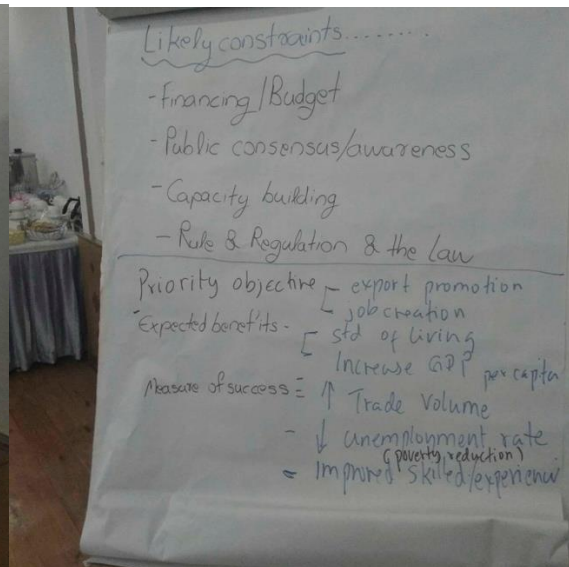 Likely constraints.........
- Financing/Budget
- Public consensus/awareness
- Capacity building
- Rule & Regulation & the Law
Priority objective - export promotion
- job creation
Expected benefits - std of living
Increase GDP per capita
Measure of success = ↑ Trade Volume
- ↓ unemployment rate
(poverty reduction)
= Improved skilled/experienc